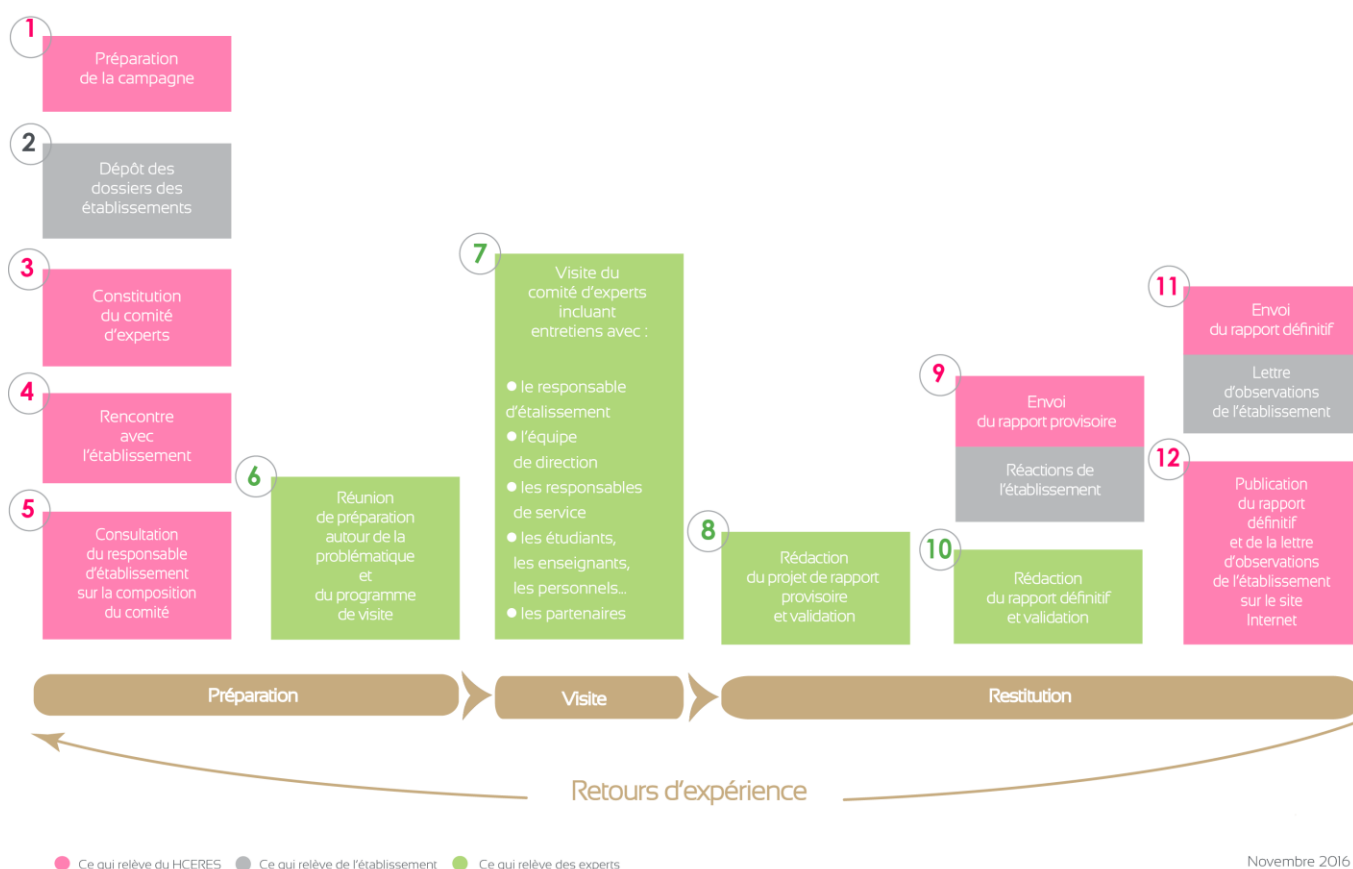 1
Préparation
de la campagne
2
Dépôt des
dossiers des
établissements
3
Constitution
du comité
d'experts
4
Rencontre
avec
l'établissement
5
Consultation
du responsable
d'établissement
sur la composition
du comité
6
Réunion
de préparation
autour de la
problématique
et
du programme
de visite
7
Visite du
comité d'experts
incluant
entretiens avec :
● le responsable
d'étalissement
● l'équipe
de direction
● les responsables
de service
● les étudiants,
les enseignants,
les personnels...
● les partenaires
8
Rédaction
du projet de rapport
provisoire
et validation
9
Envoi
du rapport provisoire
Réactions de
l'établissement
10
Rédaction
du rapport définitif
et validation
11
Envoi
du rapport définitif
Lettre
d'observations
de l'établissement
12
Publication
du rapport
définitif
et de la lettre
d'observations
de l'établissement
sur le site
Internet
Préparation
Visite
Restitution
Retours d'expérience
Ce qui relève du HCERES
Ce qui relève de l'établissement
Ce qui relève des experts
Novembre 2016